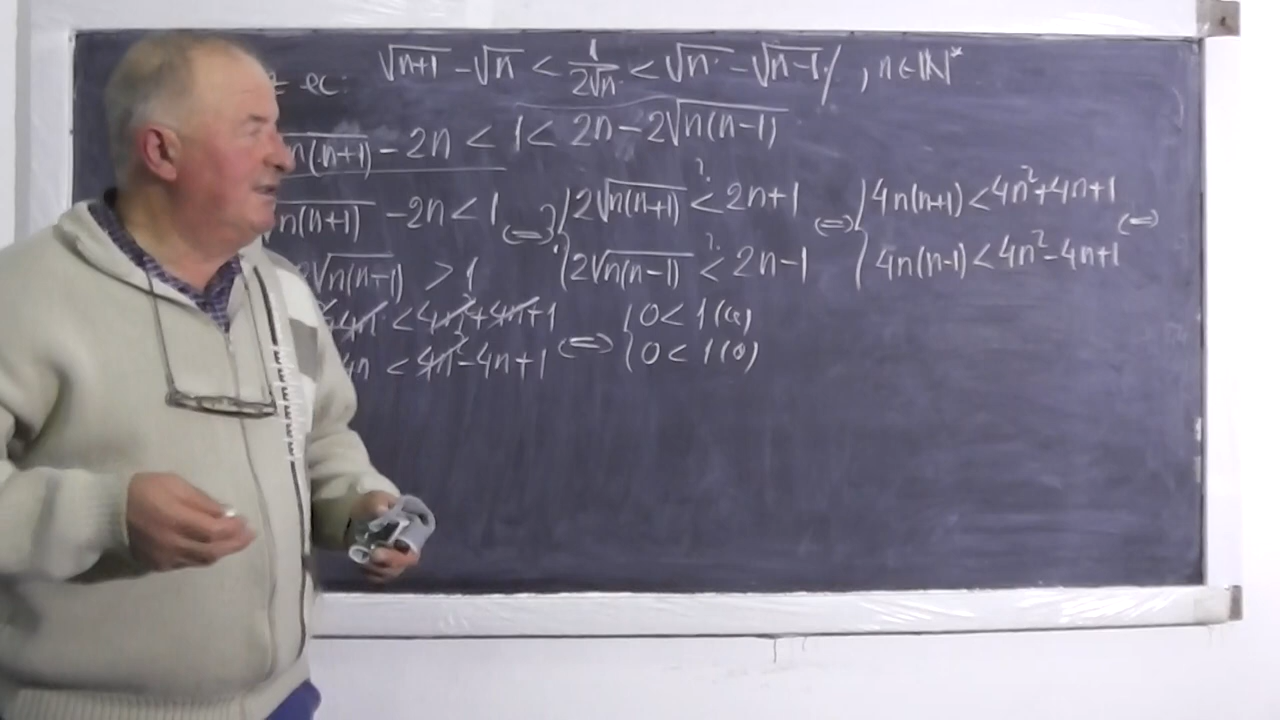 ec: √n+1 - √n < 1/2√n < √n - √n-1 / , n∈ℕ*
n(n+1) - 2n < 1 < 2n - 2√n(n-1)
n(n+1) - 2n < 1 (=) { 2√n(n+1) <? 2n+1 (=) { 4n(n+1) < 4n²+4n+1 (=)
2√n(n-1) > 1 { 2√n(n-1) <? 2n-1 { 4n(n-1) < 4n²-4n+1
4n < 4n²+4n+1 { 0 < 1 (a)
4n < 4n²-4n+1 (=) { 0 < 1 (a)